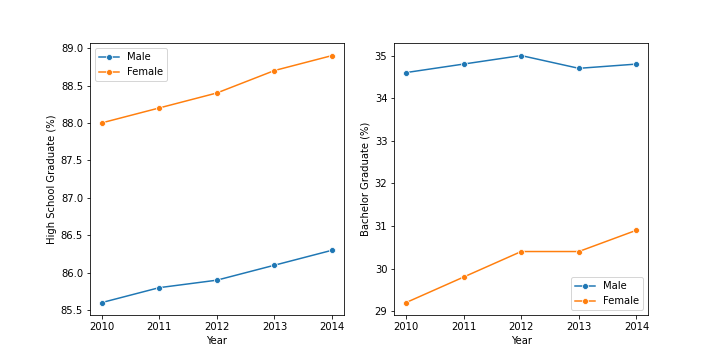 Male
Female
89.0
88.5
88.0
87.5
87.0
86.5
86.0
85.5
High School Graduate (%)
2010 2011 2012 2013 2014
Year
35
34
33
32
31
30
29
Bachelor Graduate (%)
Male
Female
2010 2011 2012 2013 2014
Year